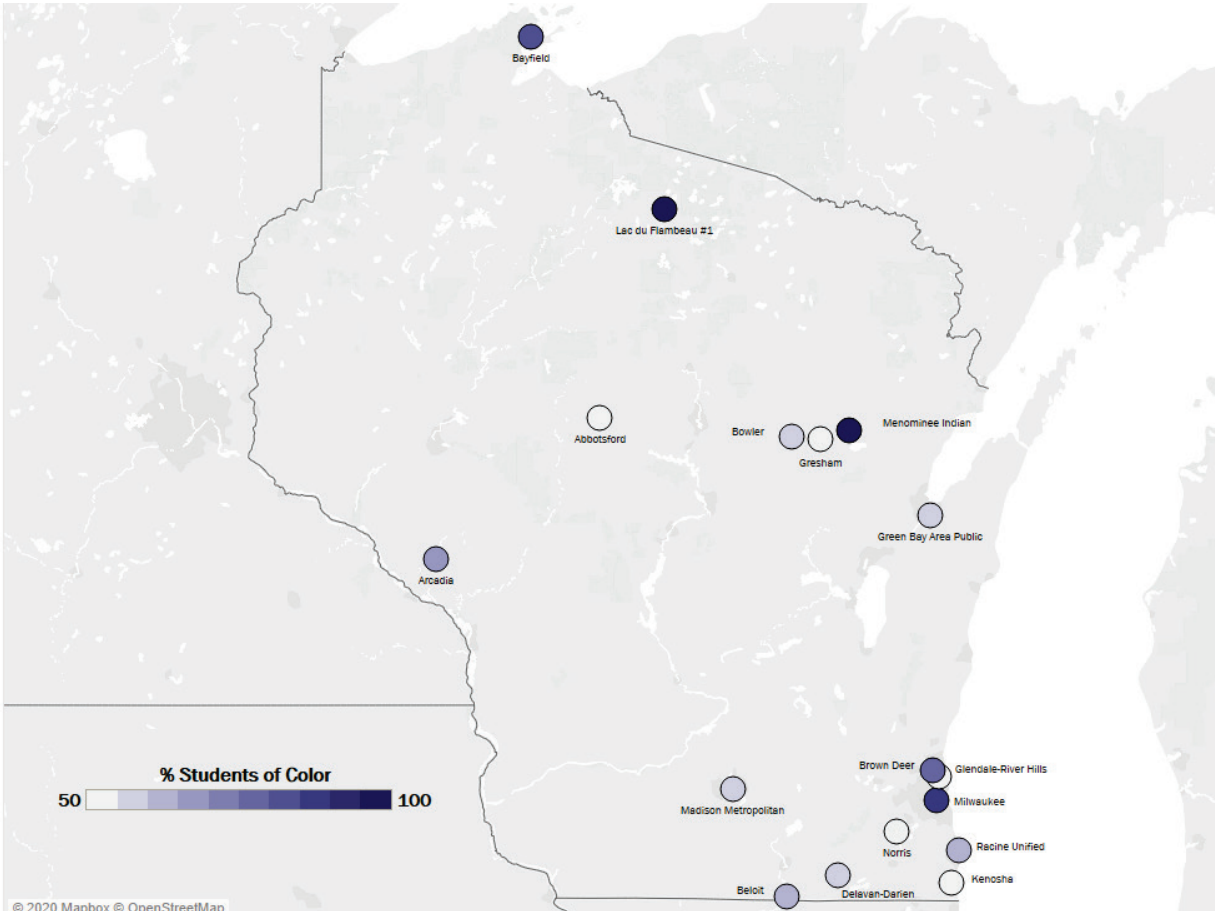 Bayfield
Lac du Flambeau #1
Abbotsford
Bowler
Menominee Indian
Gresham
Green Bay Area Public
Arcadia
% Students of Color
50
100
Brown Deer
Glendale-River Hills
Madison Metropolitan
Milwaukee
Norris
Racine Unified
Kenosha
Beloit
Delavan-Darien
© 2020 Mapbox © OpenStreetMap